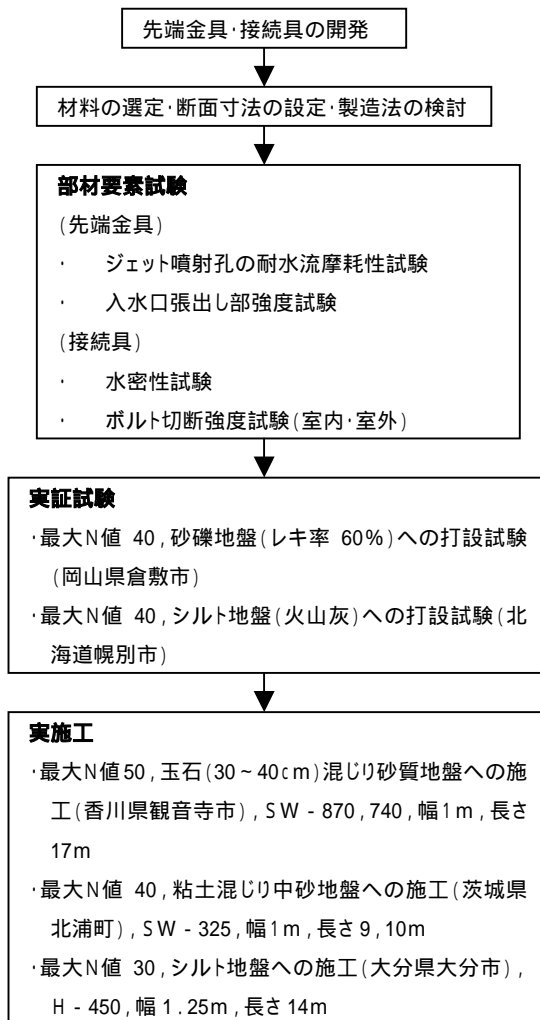 先端金具･接続具の開発
材料の選定･断面寸法の設定･製造法の検討
部材要素試験
(先端金具)
･ ジェット噴射孔の耐水流摩耗性試験
･ 入水口張出し部強度試験
(接続具)
･ 水密性試験
･ ボルト切断強度試験(室内･室外)
実証試験
･最大N値 40,砂礫地盤(レキ率 60%)への打設試験
(岡山県倉敷市)
･最大N値 40,シルト地盤(火山灰)への打設試験(北
海道幌別市)
実施工
･最大N値50,玉石(30~40cm)混じり砂質地盤への施
工(香川県観音寺市),SW-870,740,幅1m,長さ
17m
･最大N値 40,粘土混じり中砂地盤への施工(茨城県
北浦町),SW-325,幅1m,長さ9,10m
･最大N値 30,シルト地盤への施工(大分県大分市),
H-450,幅1.25m,長さ14m